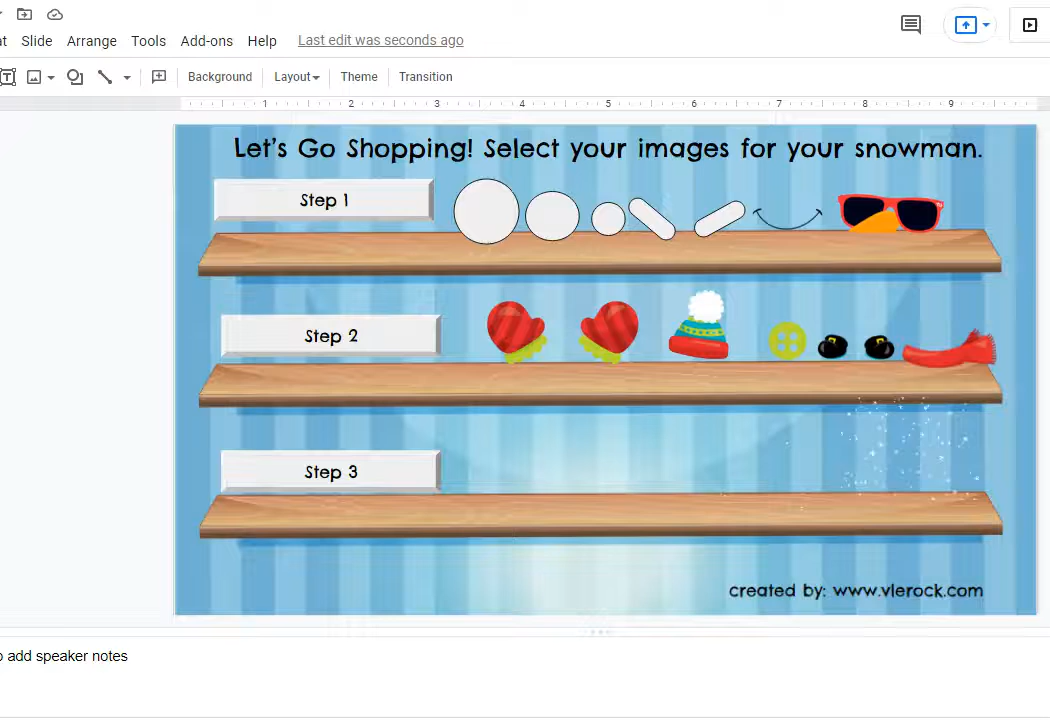 Slide Arrange Tools Add-ons Help Last edit was seconds ago
Background Layout Theme Transition
1 2 3 4 5 6 7 8 9
Let's Go Shopping! Select your images for your snowman.
Step 1
Step 2
Step 3
created by: www.vlerock.com
add speaker notes